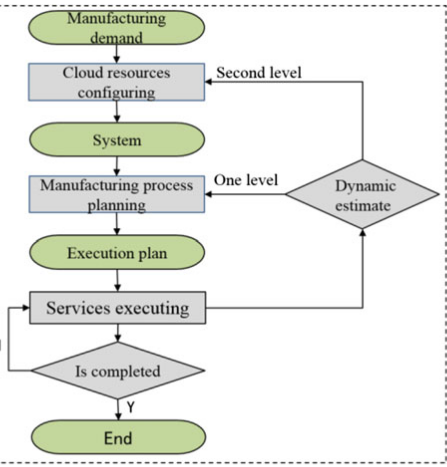 Manufacturing
demand
Cloud resources
configuring
Second level
System
Manufacturing process
planning
One level
Dynamic
estimate
Execution plan
Services executing
Is completed
Y
End